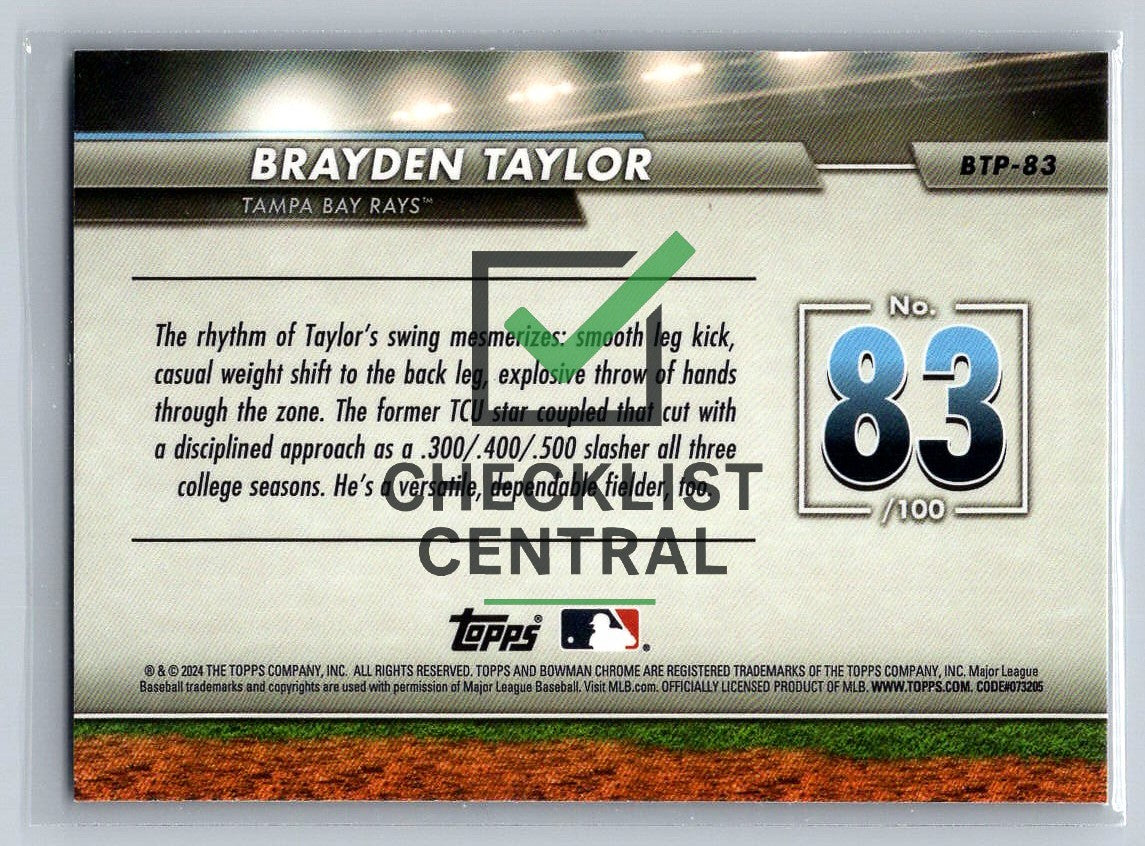 BRAYDEN TAYLOR
BTP-83
TAMPA BAY RAYS™
The rhythm of Taylor's swing mesmerizes: smooth leg kick,
casual weight shift to the back leg, explosive throw of hands
through the zone. The former TCU star coupled that cut with
a disciplined approach as a .300/.400/.500 slasher all three
college seasons. He's a versatile, dependable fielder, too.
No.
83
/100
CHECKLIST
CENTRAL
topps®
® & © 2024 THE TOPPS COMPANY, INC. ALL RIGHTS RESERVED. TOPPS AND BOWMAN CHROME ARE REGISTERED TRADEMARKS OF THE TOPPS COMPANY, INC. Major League
Baseball trademarks and copyrights are used with permission of Major League Baseball. Visit MLB.com. OFFICIALLY LICENSED PRODUCT OF MLB. WWW.TOPPS.COM. CODE#073205